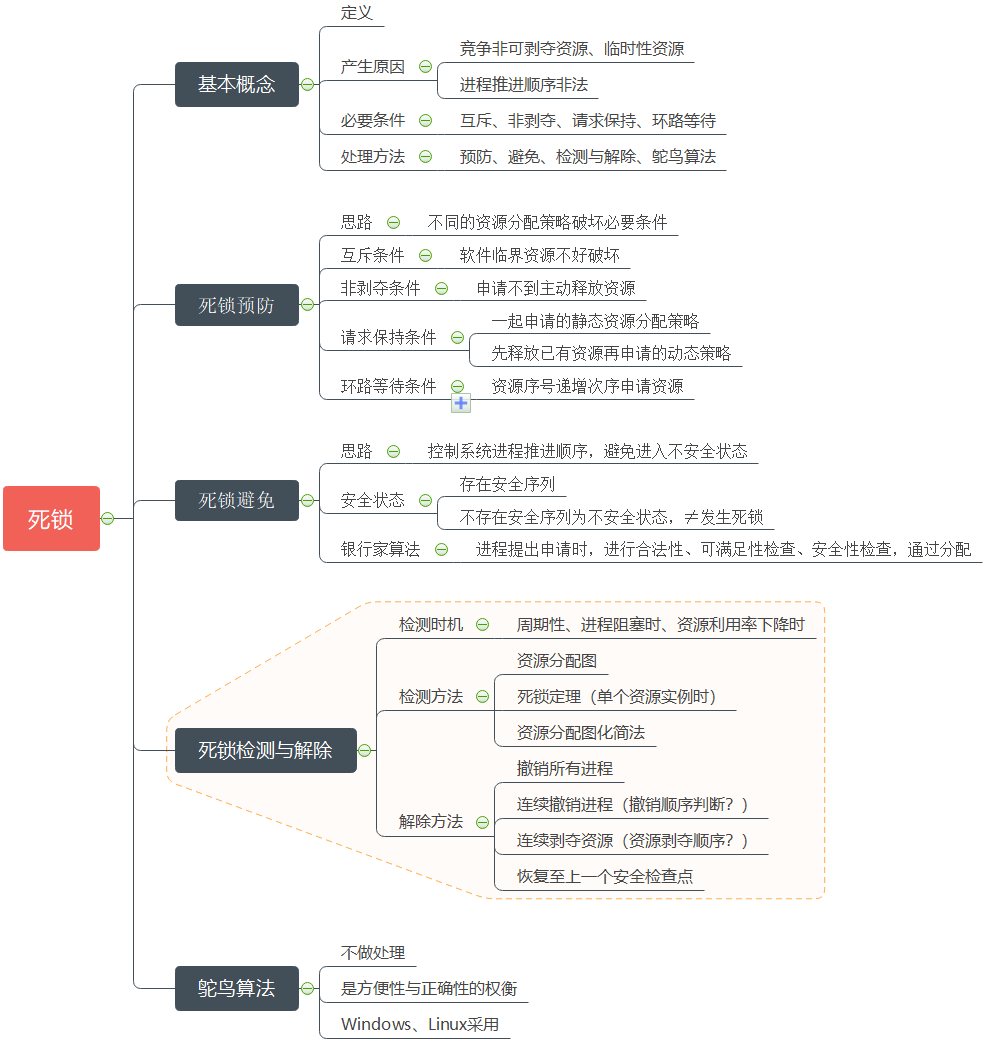 死锁
基本概念
定义
产生原因
竞争非可剥夺资源、临时性资源
进程推进顺序非法
必要条件
互斥、非剥夺、请求保持、环路等待
处理方法
预防、避免、检测与解除、鸵鸟算法
死锁预防
思路
不同的资源分配策略破坏必要条件
互斥条件
软件临界资源不好破坏
非剥夺条件
申请不到主动释放资源
请求保持条件
一起申请的静态资源分配策略
先释放已有资源再申请的动态策略
环路等待条件
资源序号递增次序申请资源
死锁避免
思路
控制系统进程推进顺序，避免进入不安全状态
安全状态
存在安全序列
不存在安全序列为不安全状态，≠发生死锁
银行家算法
进程提出申请时，进行合法性、可满足性检查、安全性检查，通过分配
死锁检测与解除
检测时机
周期性、进程阻塞时、资源利用率下降时
检测方法
资源分配图
死锁定理（单个资源实例时）
资源分配图化简法
解除方法
撤销所有进程
连续撤销进程（撤销顺序判断？）
连续剥夺资源（资源剥夺顺序？）
恢复至上一个安全检查点
鸵鸟算法
不做处理
是方便性与正确性的权衡
Windows、Linux采用